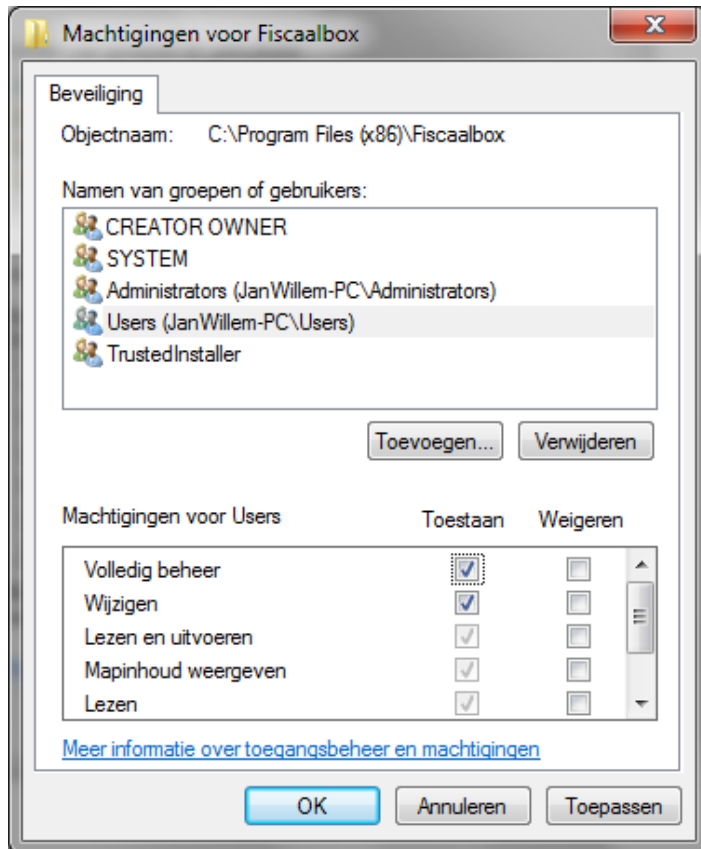 Machtigingen voor Fiscaalbox
Beveiliging
Objectnaam: C:\Program Files (x86)\Fiscaalbox
Namen van groepen of gebruikers:
CREATOR OWNER
SYSTEM
Administrators (JanWillem-PC\Administrators)
Users (JanWillem-PC\Users)
TrustedInstaller
Toevoegen... Verwijderen
Machtigingen voor Users Toestaan Weigeren
Volledig beheer
Wijzigen
Lezen en uitvoeren
Mapinhoud weergeven
Lezen
Meer informatie over toegangsbeheer en machtigingen
OK Annuleren Toepassen